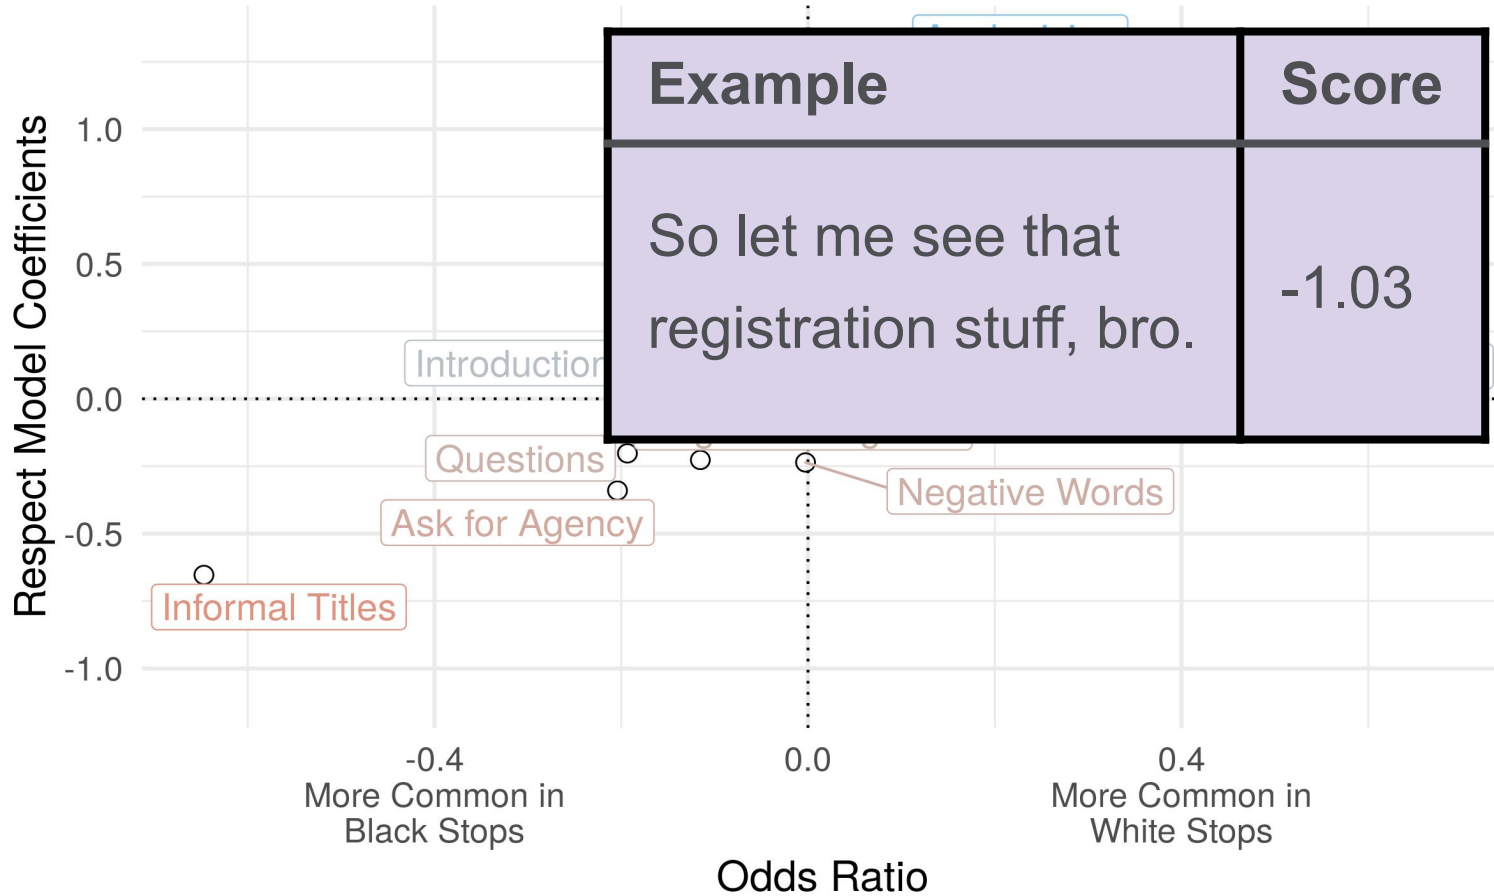 Example
Score
So let me see that
registration stuff, bro.
-1.03
Respect Model Coefficients
1.0
0.5
0.0
-0.5
-1.0
Questions
Ask for Agency
Negative Words
Informal Titles
-0.4
0.0
0.4
More Common in
Black Stops
More Common in
White Stops
Odds Ratio